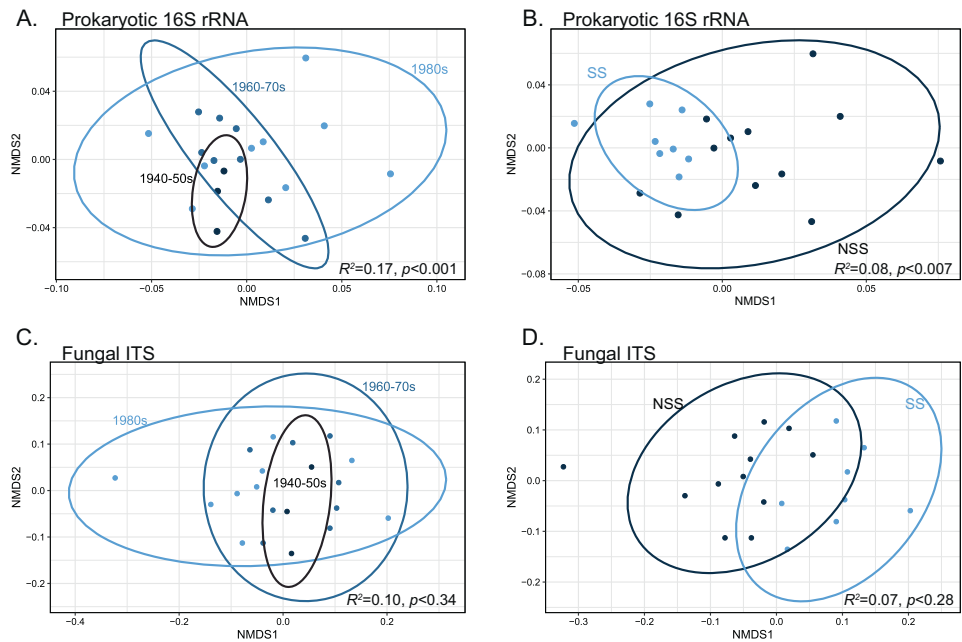 A.
Prokaryotic 16S rRNA
NMDS2
0.04
0.00
−0.04
1980s
1960-70s
1940-50s
R²=0.17, p<0.001
−0.10
−0.05
0.00
0.05
0.10
NMDS1
B.
Prokaryotic 16S rRNA
NMDS2
0.04
0.00
−0.04
−0.08
SS
NSS
R²=0.08, p<0.007
−0.05
0.00
0.05
NMDS1
C.
Fungal ITS
NMDS2
0.2
0.1
0.0
−0.1
−0.2
1960-70s
1980s
1940-50s
R²=0.10, p<0.34
−0.4
−0.2
0.0
0.2
NMDS1
D.
Fungal ITS
NMDS2
0.2
0.1
0.0
−0.1
−0.2
NSS
SS
R²=0.07, p<0.28
−0.3
−0.2
−0.1
0.0
0.1
0.2
NMDS1